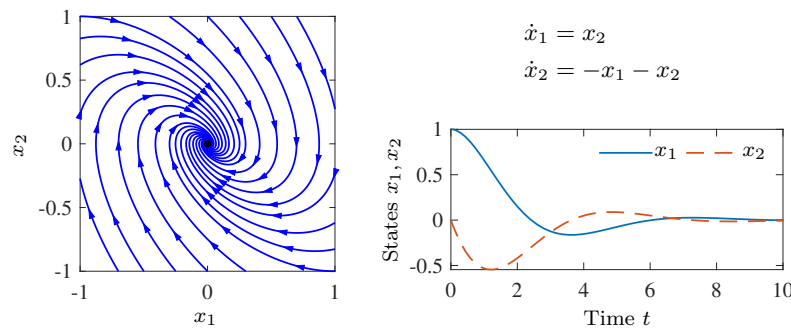 1
0.5
0
-0.5
-1
-1 0 1
x₁
x₂
ẋ₁ = x₂
ẋ₂ = −x₁ − x₂
1
0.5
0
-0.5
0 2 4 6 8 10
Time t
States x₁, x₂
x₁ x₂